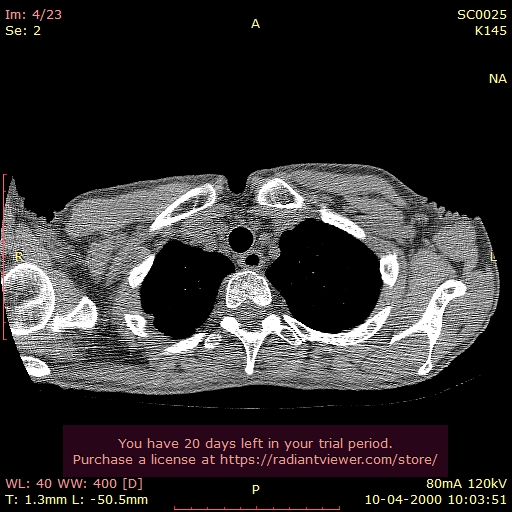 Im: 4/23
Se: 2
A
SC0025
K145
NA
R
L
You have 20 days left in your trial period.
Purchase a license at https://radiantviewer.com/store/
WL: 40 WW: 400 [D]
T: 1.3mm L: -50.5mm
P
80mA 120kV
10-04-2000 10:03:51